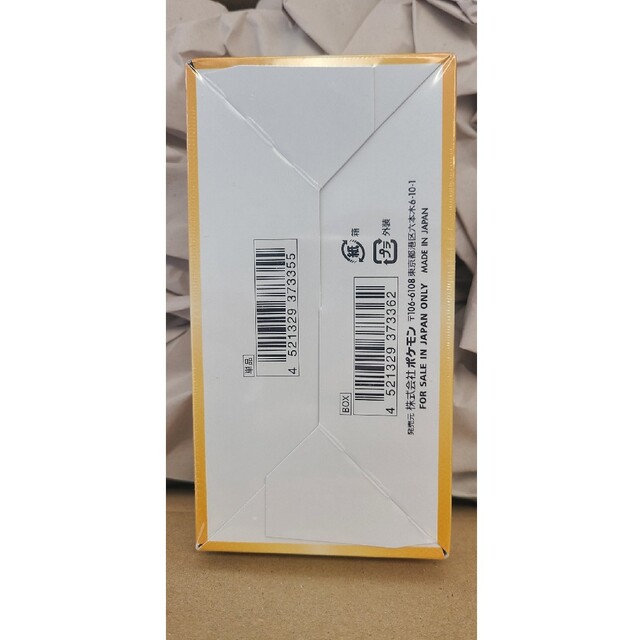 単品
4 521329 373355
紙 箱
プラ 外装
BOX
4 521329 373362
発売元 株式会社 ポケモン 〒106-6108 東京都港区六本木6-10-1
FOR SALE IN JAPAN ONLY MADE IN JAPAN